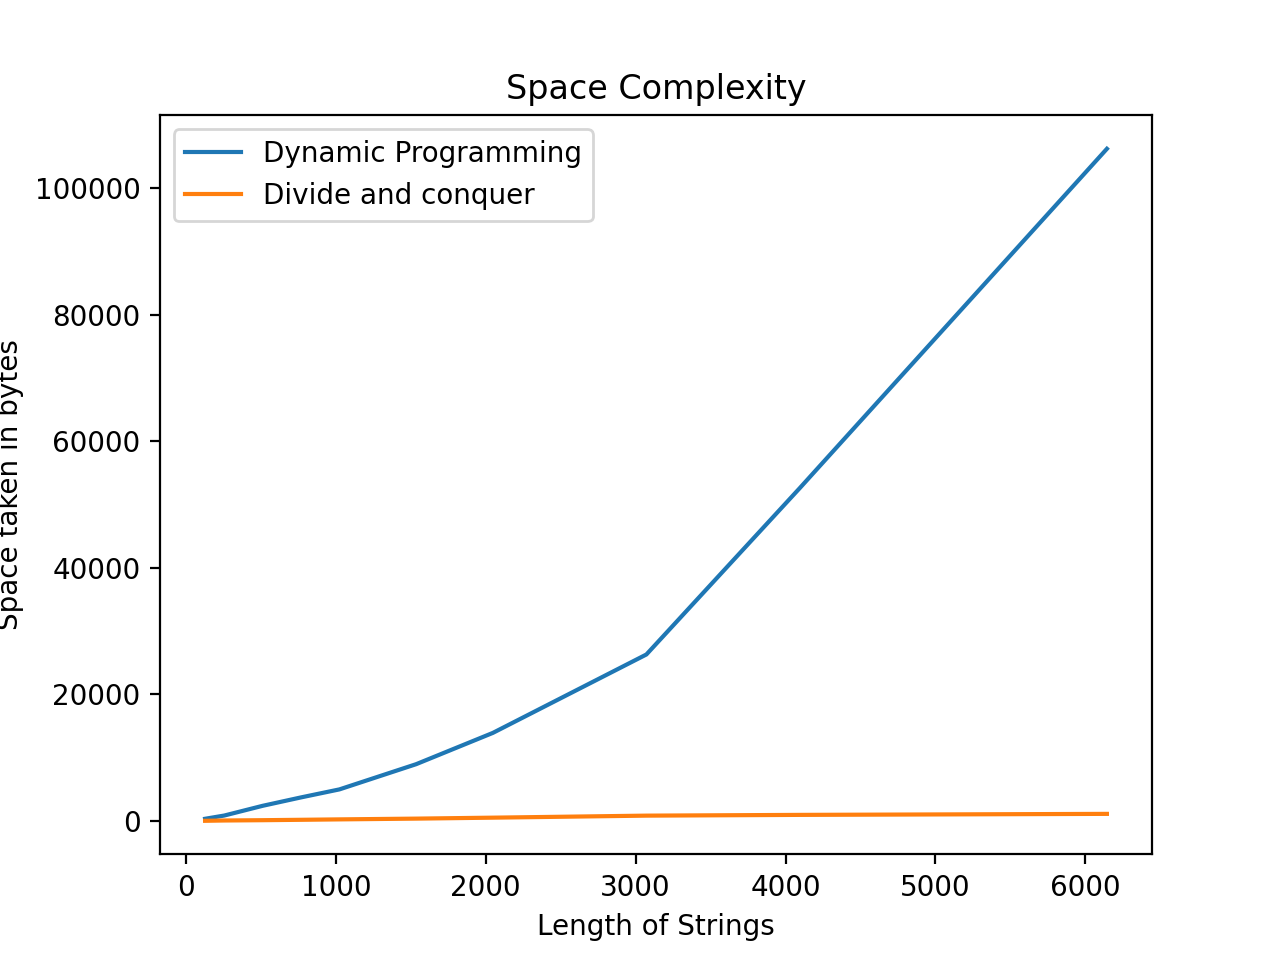 Space Complexity
Dynamic Programming
Divide and conquer
100000
80000
60000
40000
20000
0
Space taken in bytes
0 1000 2000 3000 4000 5000 6000
Length of Strings